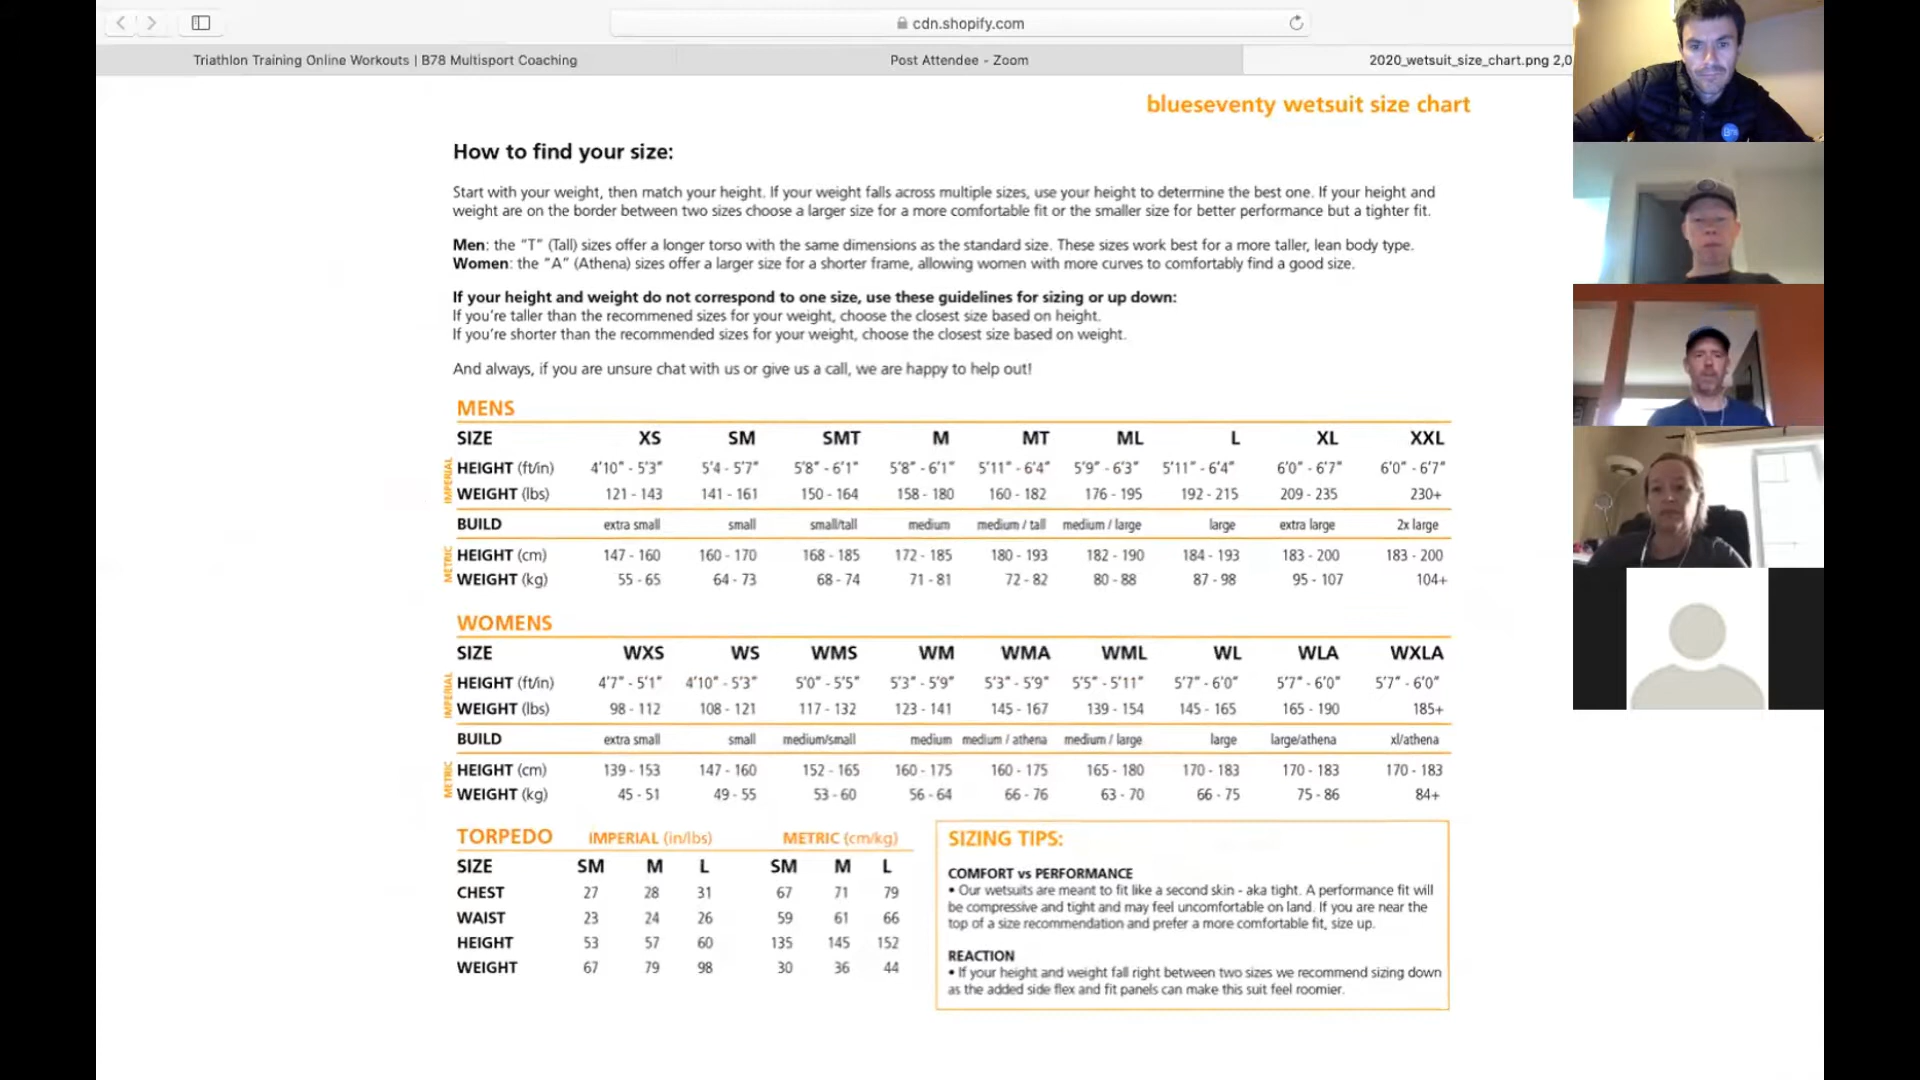 cdn.shopify.com
Triathlon Training Online Workouts | B78 Multisport Coaching
Post Attendee - Zoom
2020_wetsuit_size_chart.png 2,0
blueseventy wetsuit size chart
How to find your size:
Start with your weight, then match your height. If your weight falls across multiple sizes, use your height to determine the best one. If your height and
weight are on the border between two sizes choose a larger size for a more comfortable fit or the smaller size for better performance but a tighter fit.
Men: the "T" (Tall) sizes offer a longer torso with the same dimensions as the standard size. These sizes work best for a more taller, lean body type.
Women: the "A" (Athena) sizes offer a larger size for a shorter frame, allowing women with more curves to comfortably find a good size.
If your height and weight do not correspond to one size, use these guidelines for sizing or up down:
If you're taller than the recommened sizes for your weight, choose the closest size based on height.
If you're shorter than the recommended sizes for your weight, choose the closest size based on weight.
And always, if you are unsure chat with us or give us a call, we are happy to help out!
MENS
SIZE XS SM SMT M MT ML L XL XXL
IMPERIAL
HEIGHT (ft/in) 4'10" - 5'3" 5'4 - 5'7" 5'8" - 6'1" 5'8" - 6'1" 5'11" - 6'4" 5'9" - 6'3" 5'11" - 6'4" 6'0" - 6'7" 6'0" - 6'7"
WEIGHT (lbs) 121 - 143 141 - 161 150 - 164 158 - 180 160 - 182 176 - 195 192 - 215 209 - 235 230+
BUILD extra small small small/tall medium medium / tall medium / large large extra large 2x large
METRIC
HEIGHT (cm) 147 - 160 160 - 170 168 - 185 172 - 185 180 - 193 182 - 190 184 - 193 183 - 200 183 - 200
WEIGHT (kg) 55 - 65 64 - 73 68 - 74 71 - 81 72 - 82 80 - 88 87 - 98 95 - 107 104+
WOMENS
SIZE WXS WS WMS WM WMA WML WL WLA WXLA
IMPERIAL
HEIGHT (ft/in) 4'7" - 5'1" 4'10" - 5'3" 5'0" - 5'5" 5'3" - 5'9" 5'3" - 5'9" 5'5" - 5'11" 5'7" - 6'0" 5'7" - 6'0" 5'7" - 6'0"
WEIGHT (lbs) 98 - 112 108 - 121 117 - 132 123 - 141 145 - 167 139 - 154 145 - 165 165 - 190 185+
BUILD extra small small medium/small medium medium / athena medium / large large large/athena xl/athena
METRIC
HEIGHT (cm) 139 - 153 147 - 160 152 - 165 160 - 175 160 - 175 165 - 180 170 - 183 170 - 183 170 - 183
WEIGHT (kg) 45 - 51 49 - 55 53 - 60 56 - 64 66 - 76 63 - 70 66 - 75 75 - 86 84+
TORPEDO IMPERIAL (in/lbs) METRIC (cm/kg)
SIZE SM M L SM M L
CHEST 27 28 31 67 71 79
WAIST 23 24 26 59 61 66
HEIGHT 53 57 60 135 145 152
WEIGHT 67 79 98 30 36 44
SIZING TIPS:
COMFORT vs PERFORMANCE
• Our wetsuits are meant to fit like a second skin - aka tight. A performance fit will
be compressive and tight and may feel uncomfortable on land. If you are near the
top of a size recommendation and prefer a more comfortable fit, size up.
REACTION
• If your height and weight fall right between two sizes we recommend sizing down
as the added side flex and fit panels can make this suit feel roomier.